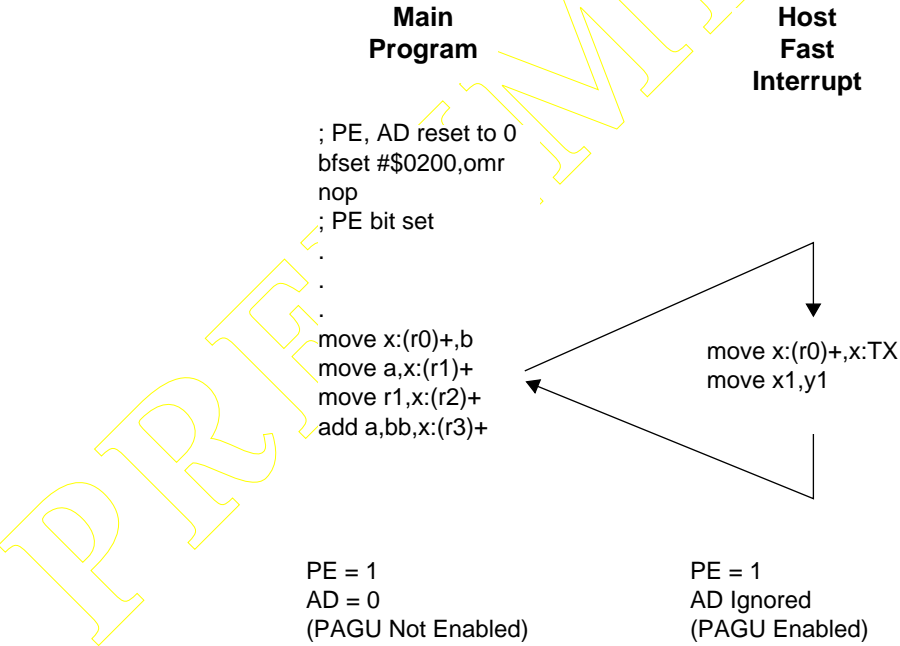 Main
Program
Host
Fast
Interrupt
; PE, AD reset to 0
bfset #$0200,omr
nop
; PE bit set
.
.
.
move x:(r0)+,b
move a,x:(r1)+
move r1,x:(r2)+
add a,bb,x:(r3)+
move x:(r0)+,x:TX
move x1,y1
PE = 1
AD = 0
(PAGU Not Enabled)
PE = 1
AD Ignored
(PAGU Enabled)